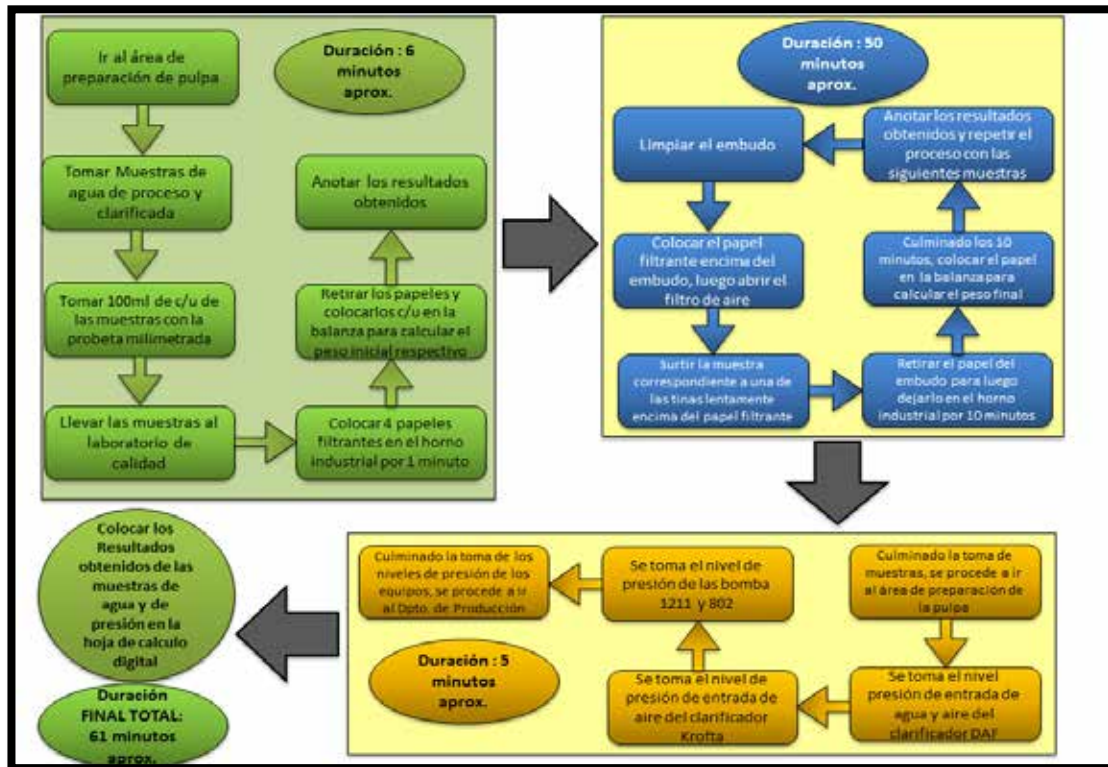 Ir al área de
preparación de pulpa
Duración : 6
minutos
aprox.
Tomar Muestras de
agua de proceso y
clarificada
Tomar 100ml de c/u de
las muestras con la
probeta milimetrada
Llevar las muestras al
laboratorio de
calidad
Colocar 4 papeles
filtrantes en el horno
industrial por 1 minuto
Retirar los papeles y
colocarlos c/u en la
balanza para calcular el
peso inicial respectivo
Anotar los resultados
obtenidos
Duración : 50
minutos
aprox.
Limpiar el embudo
Colocar el papel
filtrante encima del
embudo, luego abrir el
filtro de aire
Surtir la muestra
correspondiente a una de
las tinas lentamente
encima del papel filtrante
Retirar el papel del
embudo para luego
dejarlo en el horno
industrial por 10 minutos
Culminado los 10
minutos, colocar el papel
en la balanza para
calcular el peso final
Anotar los resultados
obtenidos y repetir el
proceso con las
siguientes muestras
Culminado la toma de
muestras, se procede a ir
al área de preparación de
la pulpa
Se toma el nivel
presión de entrada de
agua y aire del
clarificador DAF
Se toma el nivel de
presión de entrada de
aire del clarificador
Krofta
Se toma el nivel de
presión de las bomba
1211 y 802
Culminado la toma de los
niveles de presión de los
equipos, se procede a ir
al Dpto. de Producción
Duración : 5
minutos
aprox.
Colocar los
Resultados
obtenidos de las
muestras de
agua y de
presión en la
hoja de calculo
digital
Duración
FINAL TOTAL:
61 minutos
aprox.